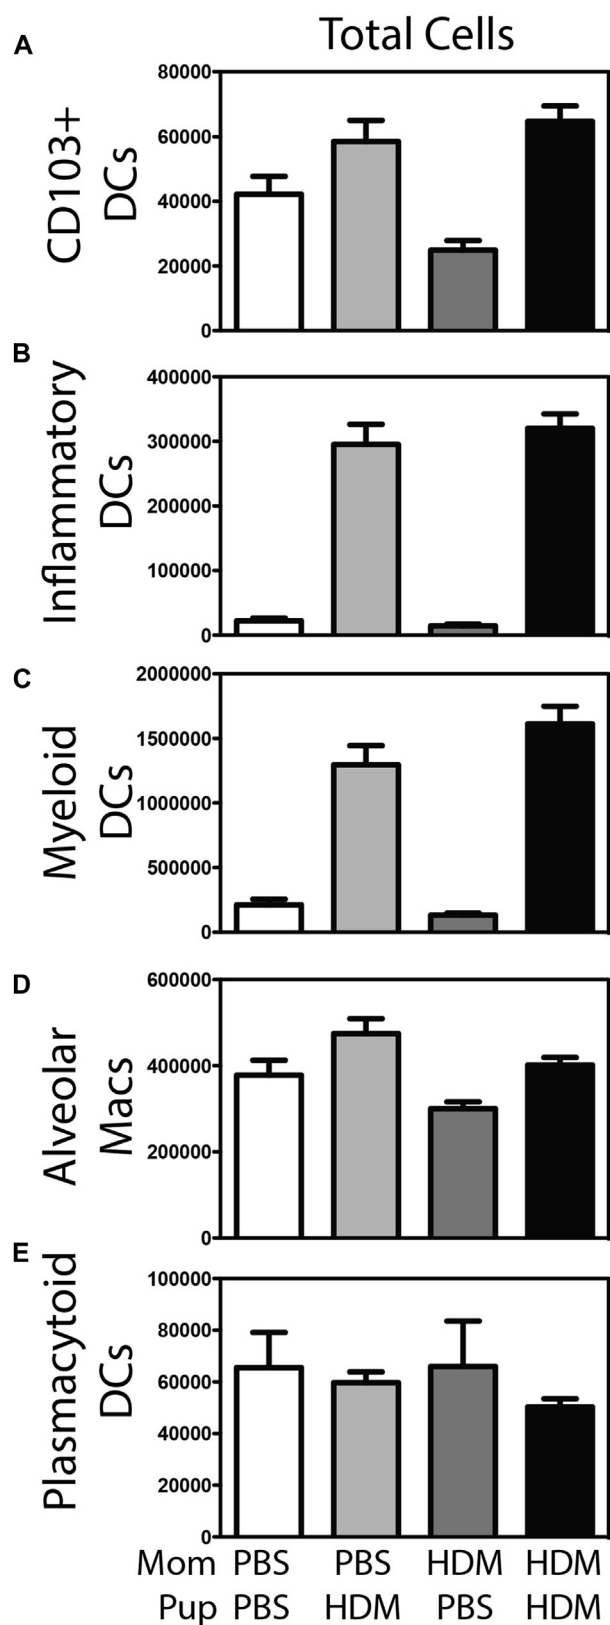 Total Cells
A
CD103+
DCs
80000
60000
40000
20000
0
B
Inflammatory
DCs
400000
300000
200000
100000
0
C
Myeloid
DCs
2000000
1500000
1000000
500000
0
D
Alveolar
Macs
600000
400000
200000
0
E
Plasmacytoid
DCs
100000
80000
60000
40000
20000
0
Mom PBS PBS HDM HDM
Pup PBS HDM PBS HDM